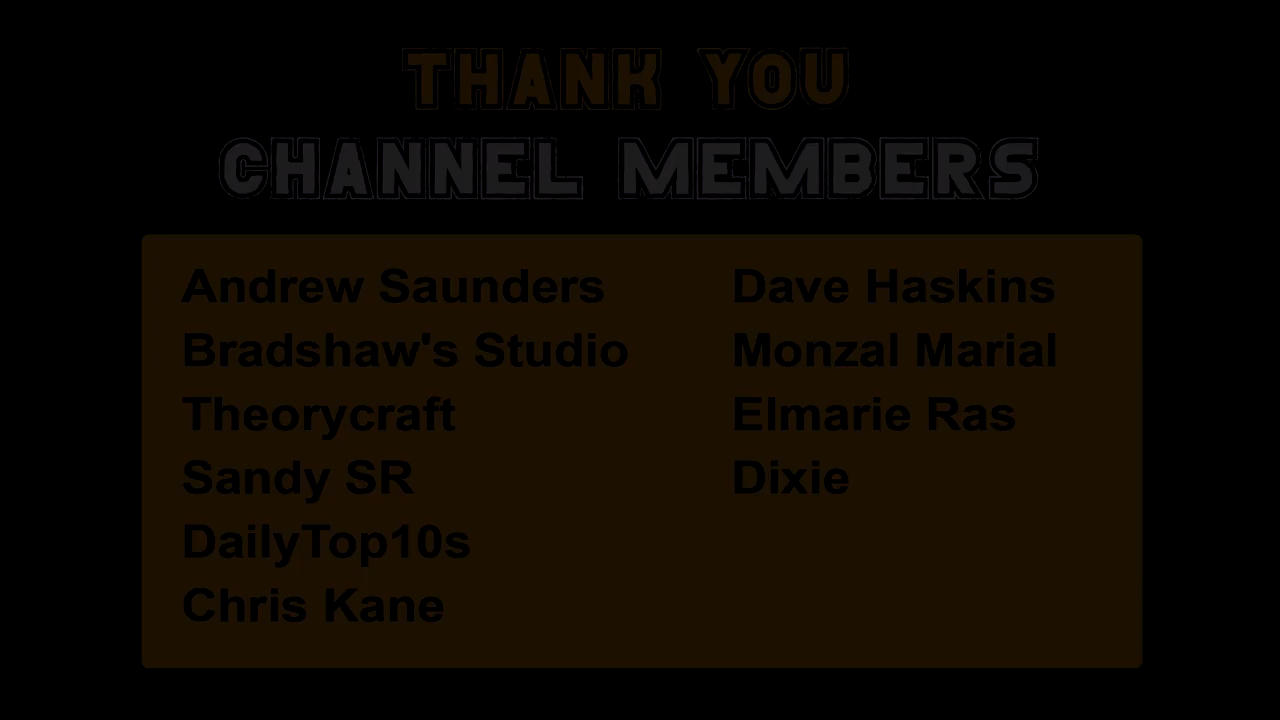 THANK YOU
CHANNEL MEMBERS
Andrew Saunders
Bradshaw's Studio
Theorycraft
Sandy SR
DailyTop10s
Chris Kane
Dave Haskins
Monzal Marial
Elmarie Ras
Dixie